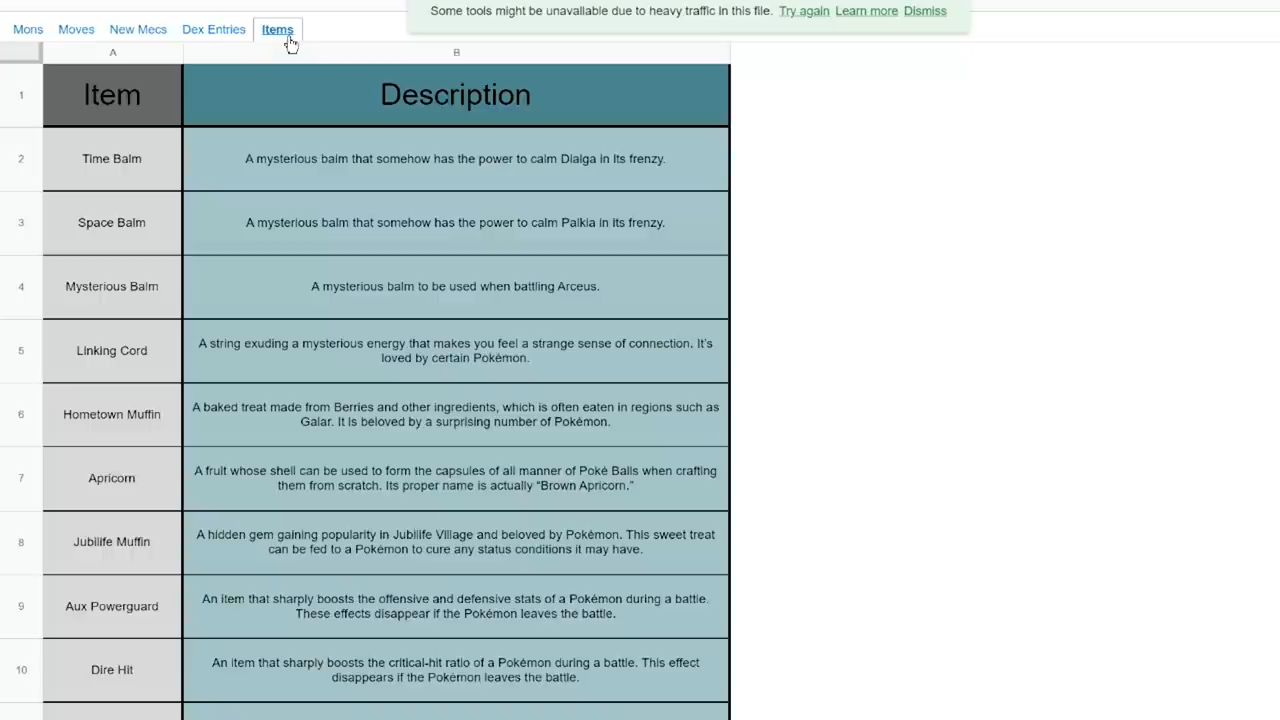 Some tools might be unavailable due to heavy traffic in this file. Try again Learn more Dismiss
Mons Moves New Mecs Dex Entries Items
A B
1 Item Description
2 Time Balm A mysterious balm that somehow has the power to calm Dialga in its frenzy.
3 Space Balm A mysterious balm that somehow has the power to calm Palkia in its frenzy.
4 Mysterious Balm A mysterious balm to be used when battling Arceus.
5 Linking Cord A string exuding a mysterious energy that makes you feel a strange sense of connection. It's
loved by certain Pokémon.
6 Hometown Muffin A baked treat made from Berries and other ingredients, which is often eaten in regions such as
Galar. It is beloved by a surprising number of Pokémon.
7 Apricorn A fruit whose shell can be used to form the capsules of all manner of Poké Balls when crafting
them from scratch. Its proper name is actually “Brown Apricorn.”
8 Jubilife Muffin A hidden gem gaining popularity in Jubilife Village and beloved by Pokémon. This sweet treat
can be fed to a Pokémon to cure any status conditions it may have.
9 Aux Powerguard An item that sharply boosts the offensive and defensive stats of a Pokémon during a battle.
These effects disappear if the Pokémon leaves the battle.
10 Dire Hit An item that sharply boosts the critical-hit ratio of a Pokémon during a battle. This effect
disappears if the Pokémon leaves the battle.